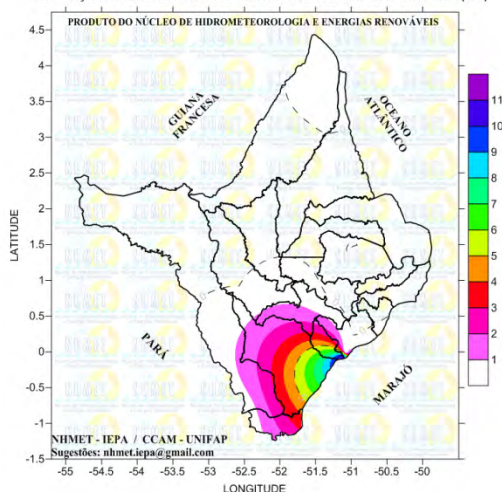 PRODUTO DO NÚCLEO DE HIDROMETEOROLOGIA E ENERGIAS RENOVÁVEIS
4.5
4
3.5
3
2.5
2
1.5
1
0.5
0
-0.5
-1
-1.5
LATITUDE
GUIANA
FRANCESA
OCEANO
ATLÂNTICO
PARÁ
MARAJÓ
NHMET - IEPA / CCAM - UNIFAP
Sugestões: nhmet.iepa@gmail.com
-55 -54.5 -54 -53.5 -53 -52.5 -52 -51.5 -51 -50.5 -50
LONGITUDE
11
10
9
8
7
6
5
4
3
2
1